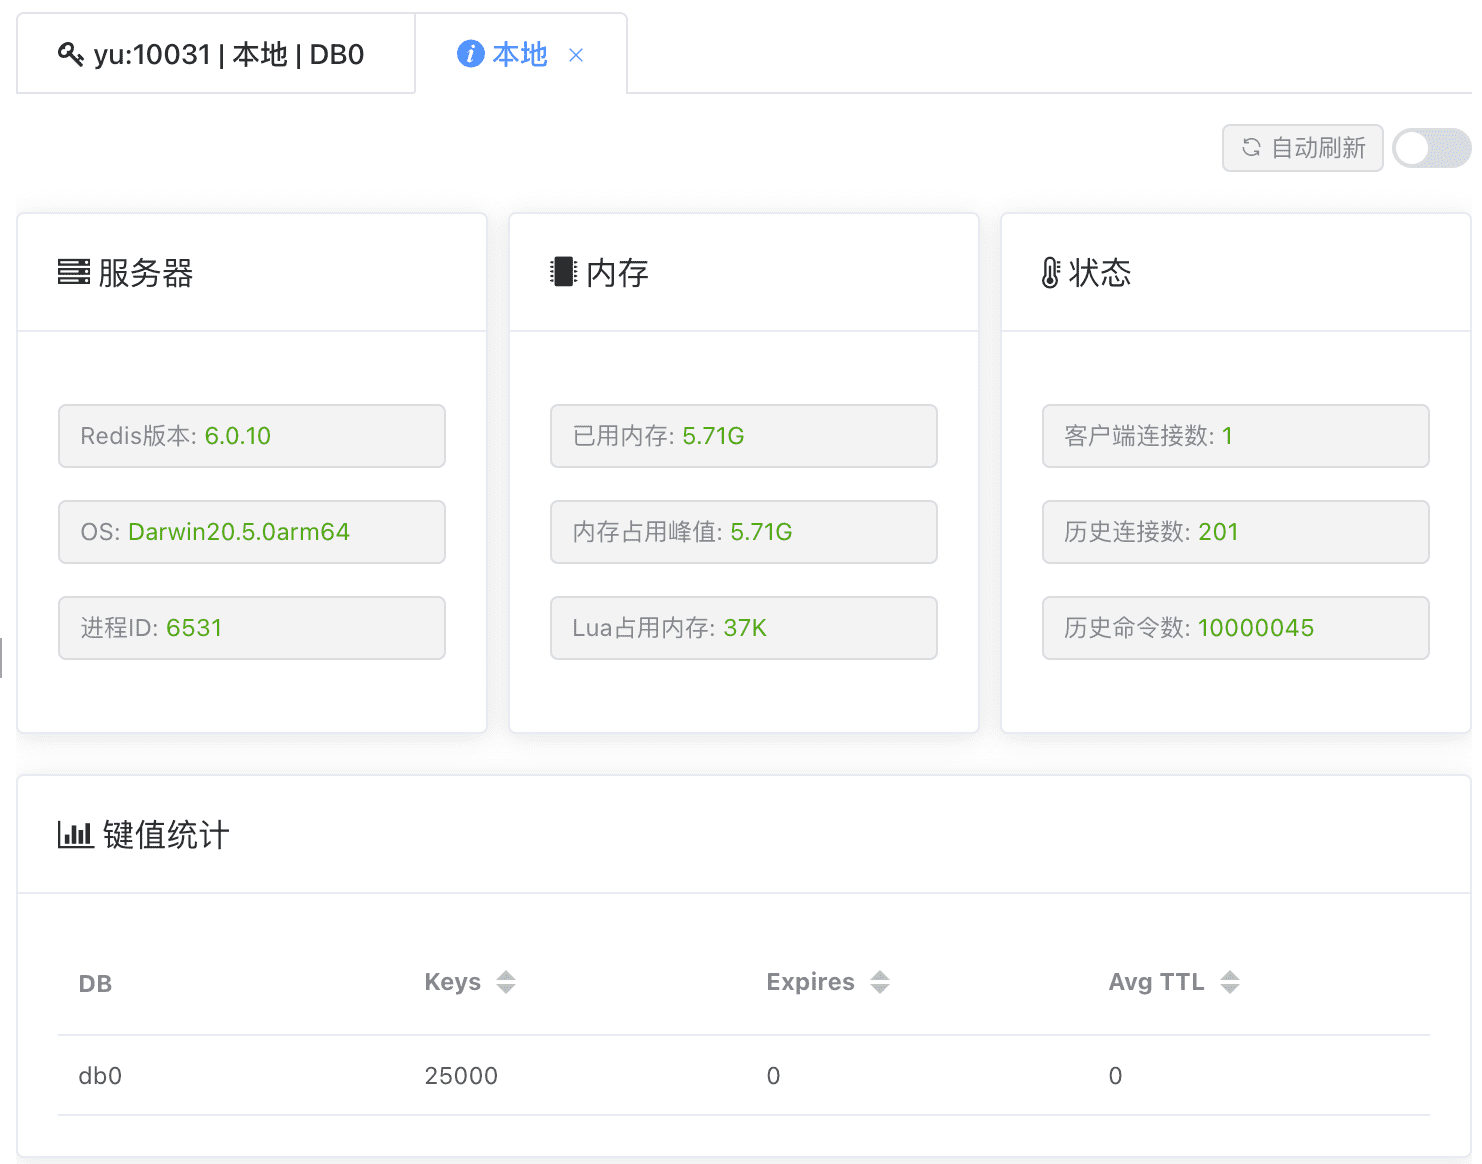 yu:10031 | 本地 | DB0
本地
自动刷新
服务器
Redis版本: 6.0.10
OS: Darwin20.5.0arm64
进程ID: 6531
内存
已用内存: 5.71G
内存占用峰值: 5.71G
Lua占用内存: 37K
状态
客户端连接数: 1
历史连接数: 201
历史命令数: 10000045
键值统计
DB Keys Expires Avg TTL
db0 25000 0 0